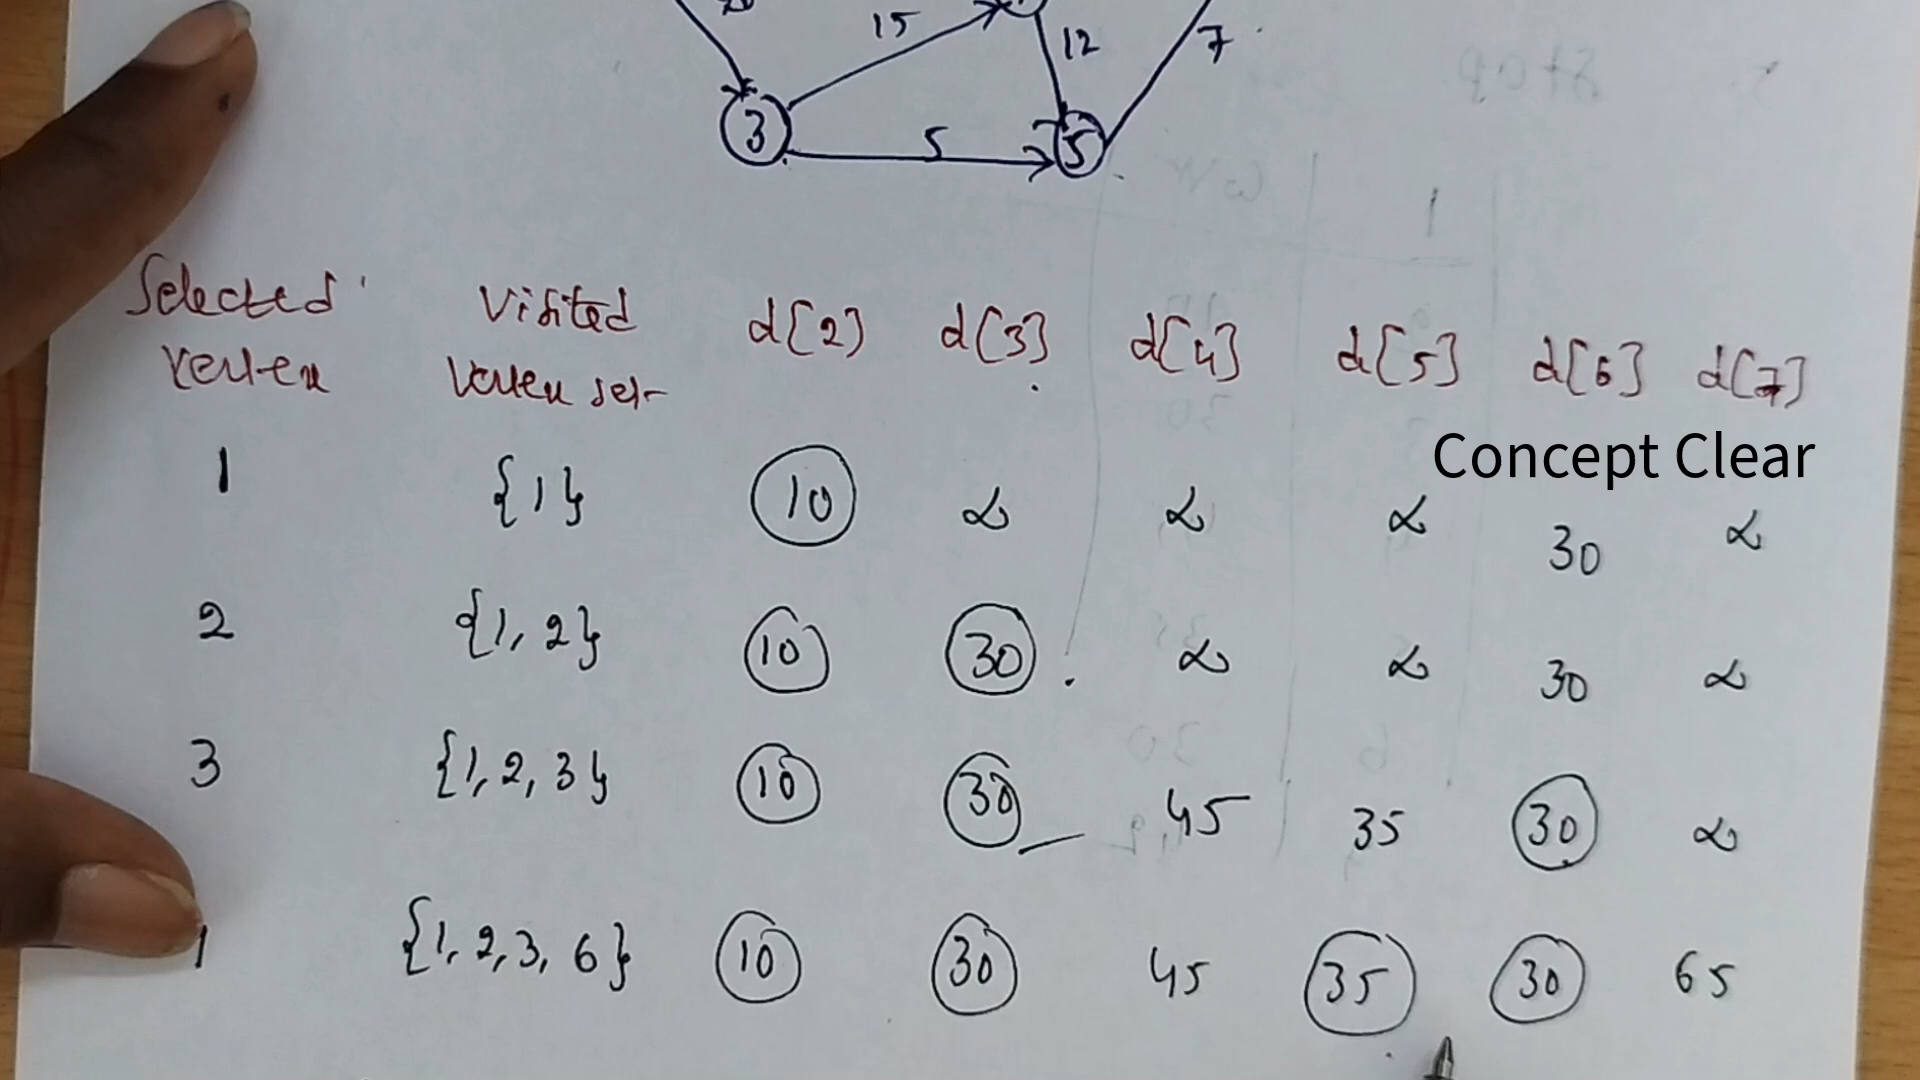 15 12 7
3 5 5
Selected Visited d[2] d[3] d[4] d[5] d[6] d[7]
Vertex Vertex set
Concept Clear
1 {1} 10 ∞ ∞ ∞ 30 ∞
2 {1, 2} 10 30 ∞ ∞ 30 ∞
3 {1, 2, 3} 10 30 45 35 30 ∞
{1, 2, 3, 6} 10 30 45 35 30 65